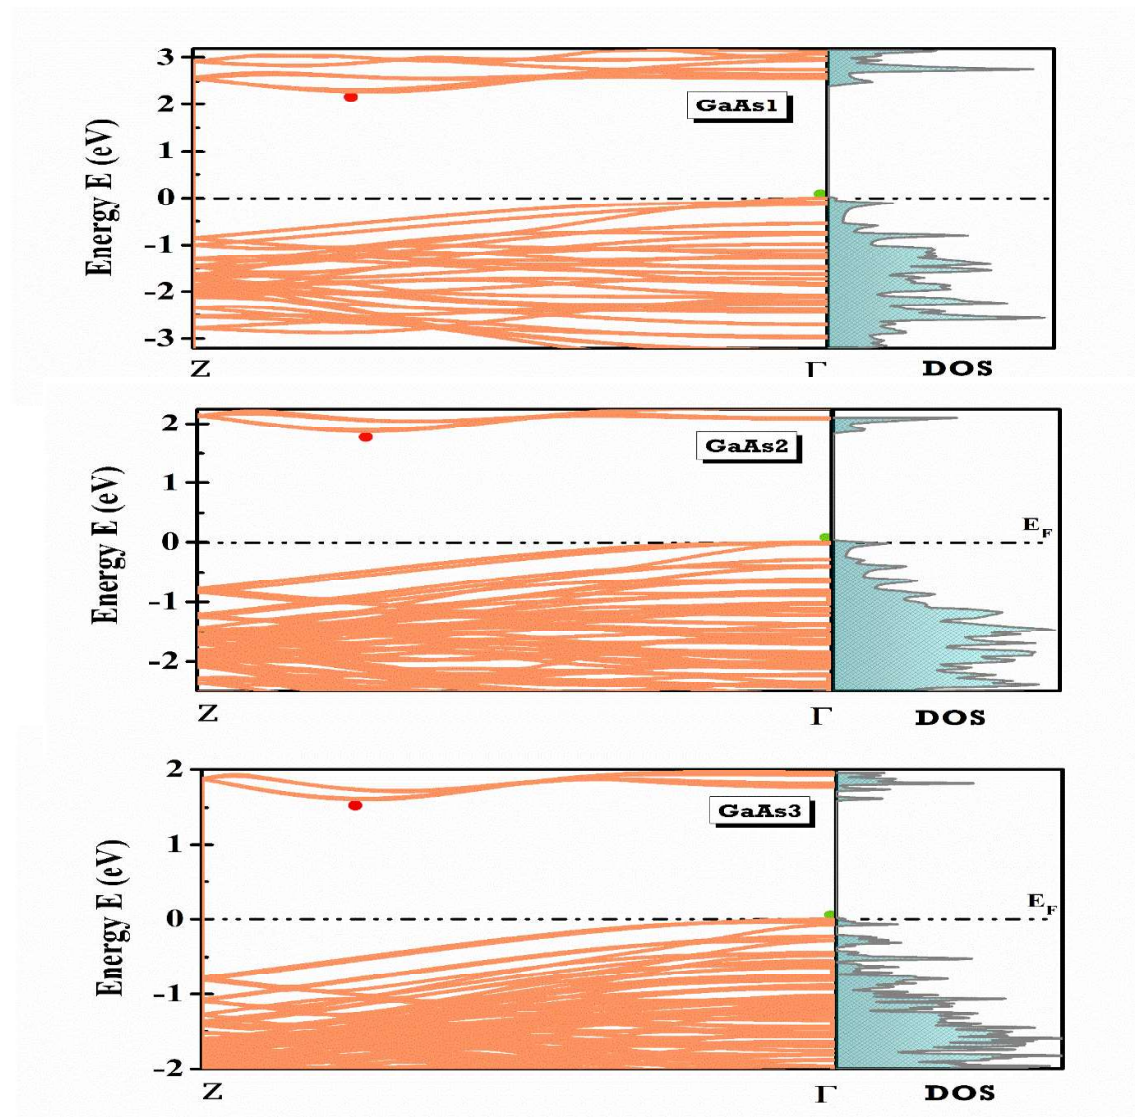 3
2
1
0
-1
-2
-3
Energy E (eV)
GaAs1
Z
Γ
DOS
2
1
0
-1
-2
Energy E (eV)
GaAs2
E_F
Z
Γ
DOS
2
1
0
-1
-2
Energy E (eV)
GaAs3
E_F
Z
Γ
DOS